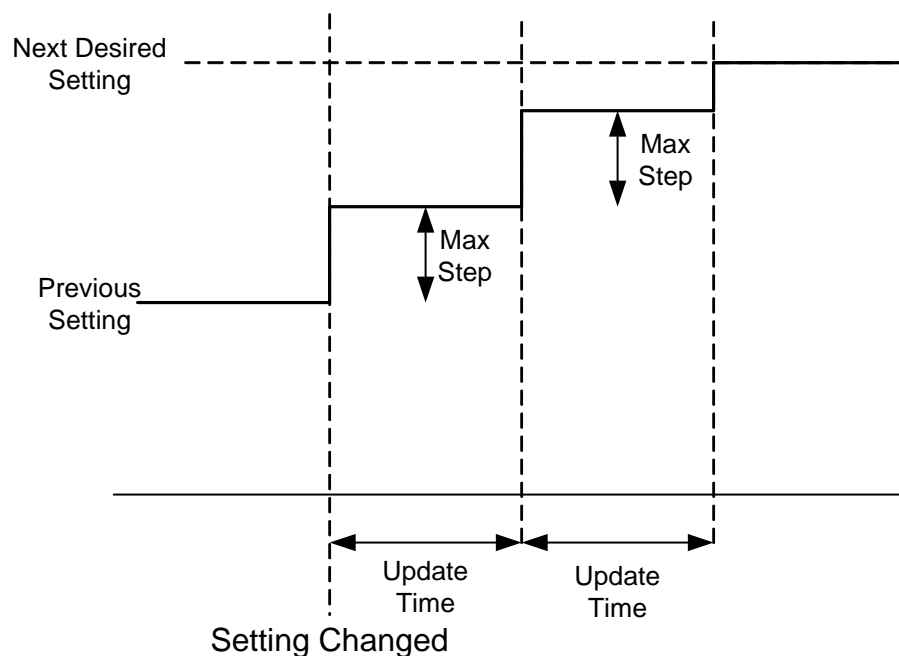 Next Desired
Setting
Max
Step
Max
Step
Previous
Setting
Update
Time
Update
Time
Setting Changed